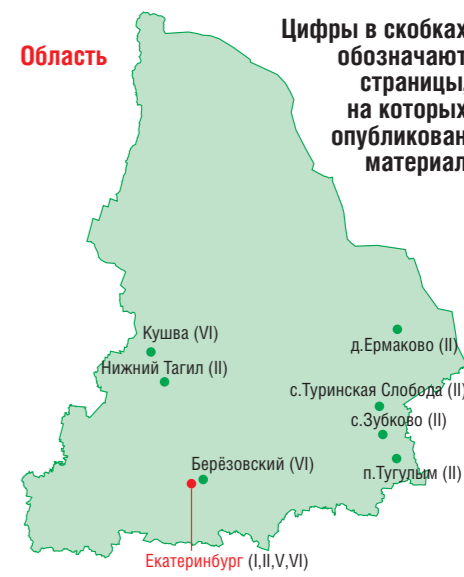 Область
Цифры в скобках
обозначают
страницы,
на которых
опубликован
материал
Кушва (VI)
д.Ермаково (II)
Нижний Тагил (II)
с.Туринская Слобода (II)
с.Зубково (II)
Берёзовский (VI)
п.Тугулым (II)
Екатеринбург (I,II,V,VI)